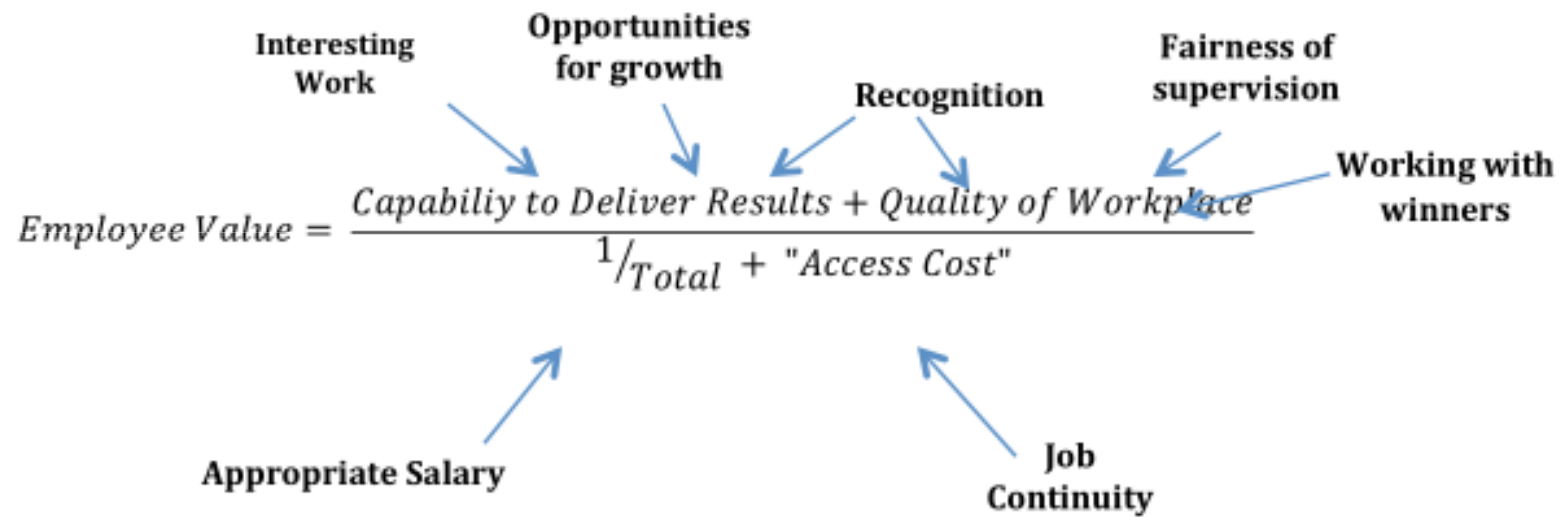 Interesting
Work
Opportunities
for growth
Recognition
Fairness of
supervision
Working with
winners
Employee Value = 
Capabiliy to Deliver Results + Quality of Workplace
1/Total + "Access Cost"
Appropriate Salary
Job
Continuity